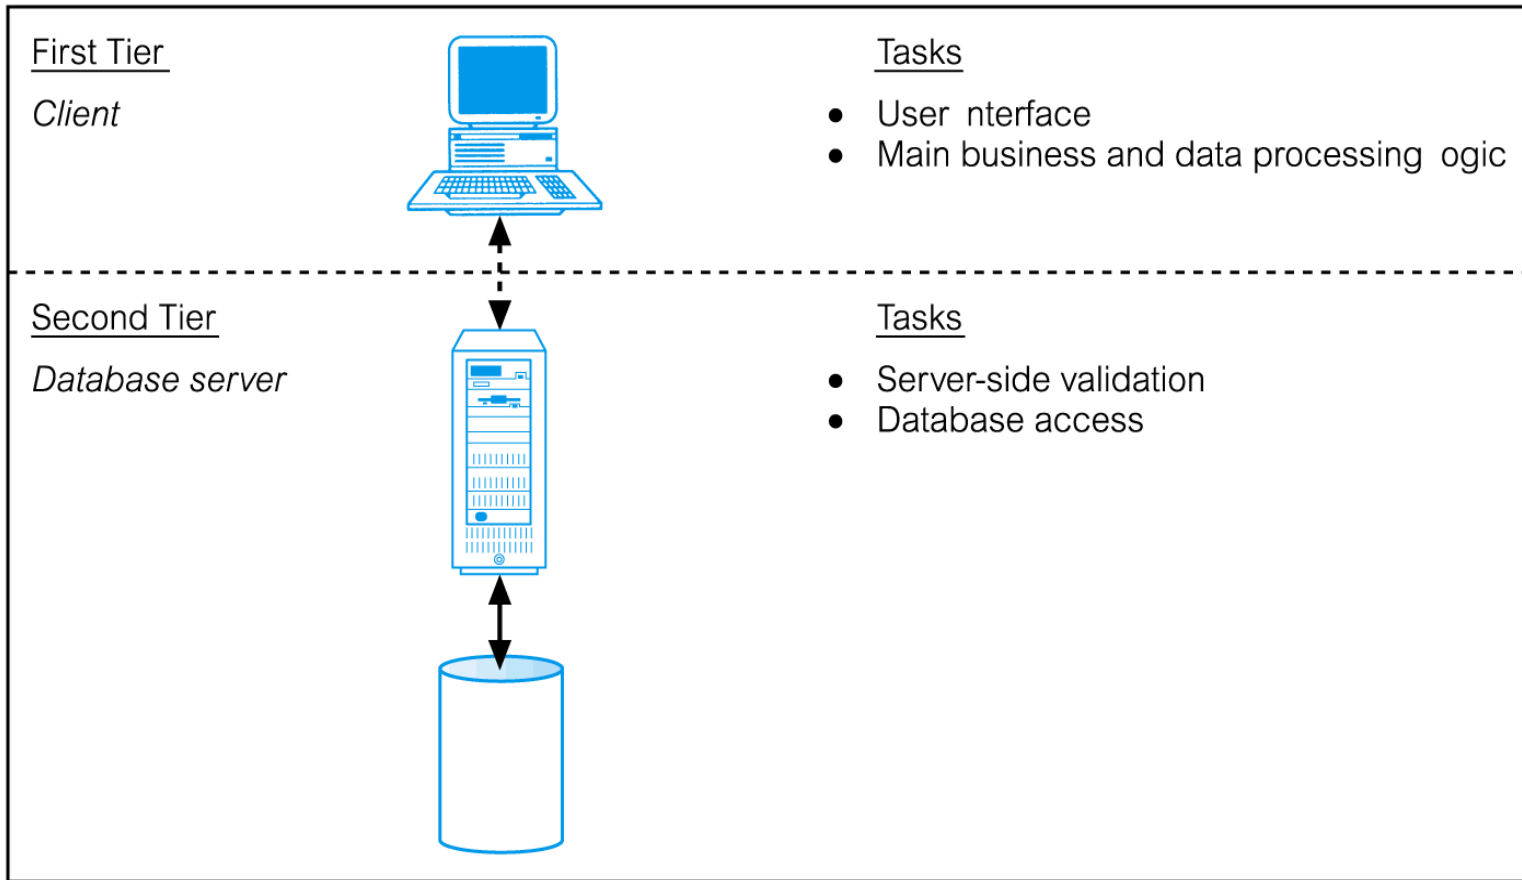 First Tier
Tasks
Client
User nterface
Main business and data processing ogic
Second Tier
Tasks
Database server
Server-side validation
Database access